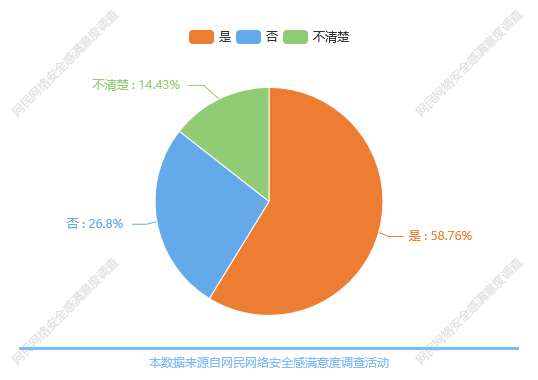 是 否 不清楚
网民网络安全感满意度调查
网民网络安全感满意度调查
不清楚 : 14.43%
否 : 26.8%
是 : 58.76%
网民网络安全感满意度调查
网民网络安全感满意度调查
本数据来源自网民网络安全感满意度调查活动